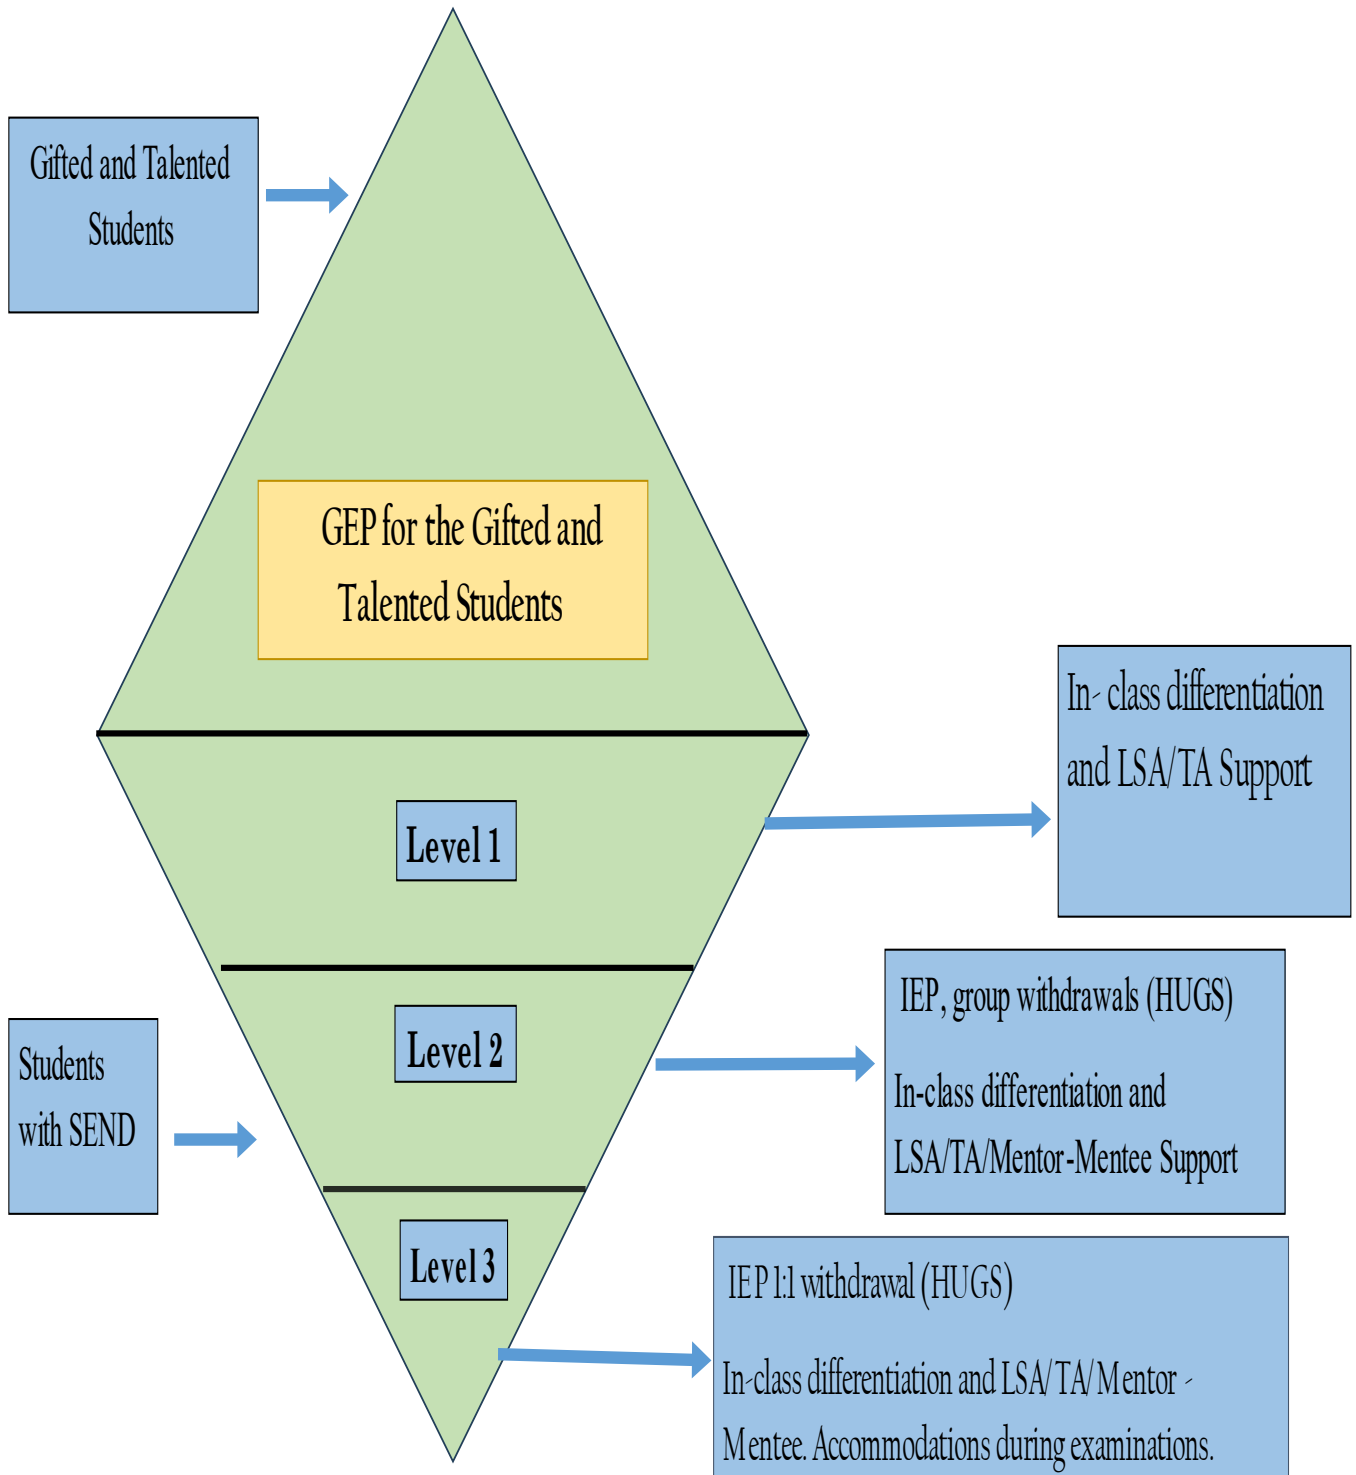 Gifted and Talented
Students
GEP for the Gifted and
Talented Students
In- class differentiation
and LSA/TA Support
Level 1
IEP, group withdrawals (HUGS)
In-class differentiation and
LSA/TA/Mentor-Mentee Support
Level 2
Students
with SEND
Level 3
IEP 1:1 withdrawal (HUGS)
In-class differentiation and LSA/TA/Mentor -
Mentee. Accommodations during examinations.